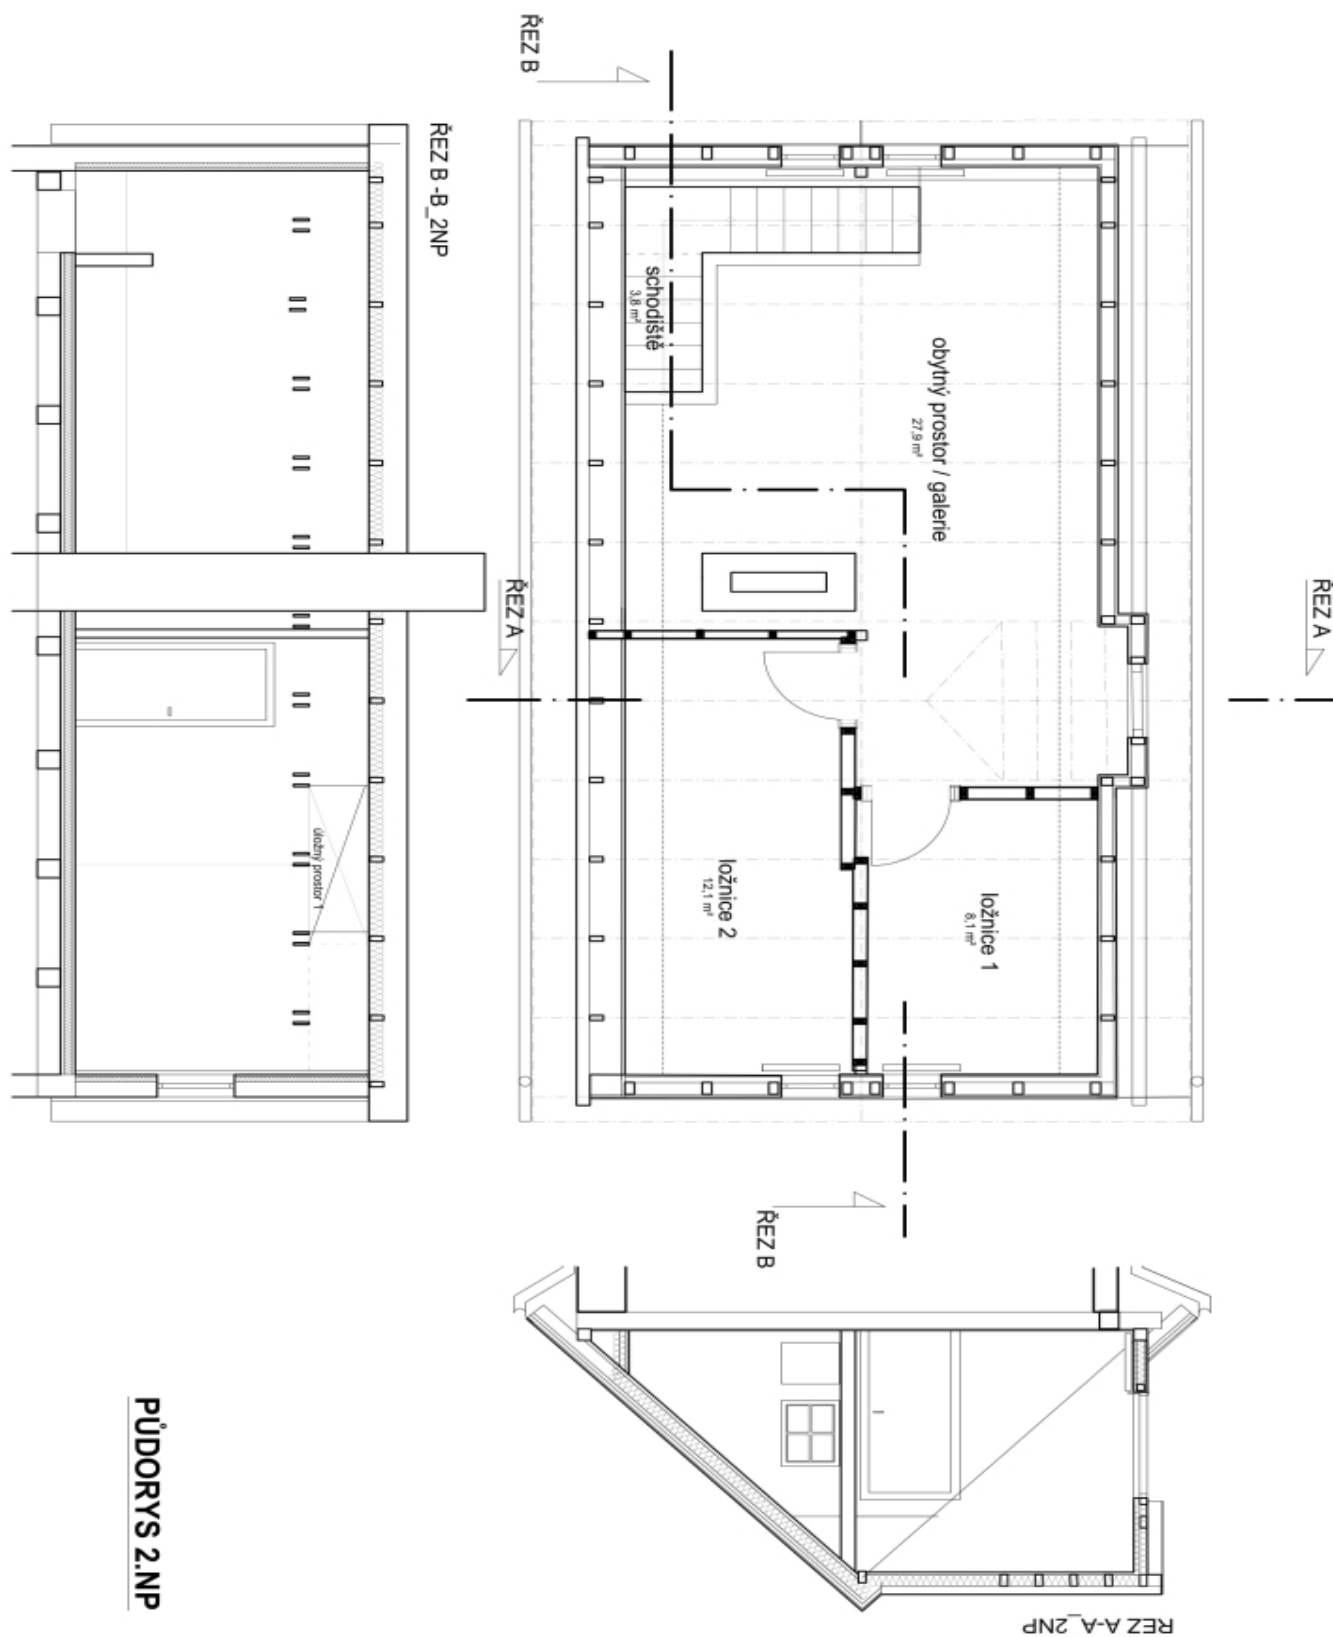 ŘEZ B
ŘEZ B -B_2NP
schodiště
3,8 m²
obytný prostor / galerie
27,9 m²
ŘEZ A
ŘEZ A
úložný prostor 1
ložnice 2
12,1 m²
ložnice 1
8,1 m²
ŘEZ B
PŮDORYS 2.NP
ŘEZ A-A_2NP